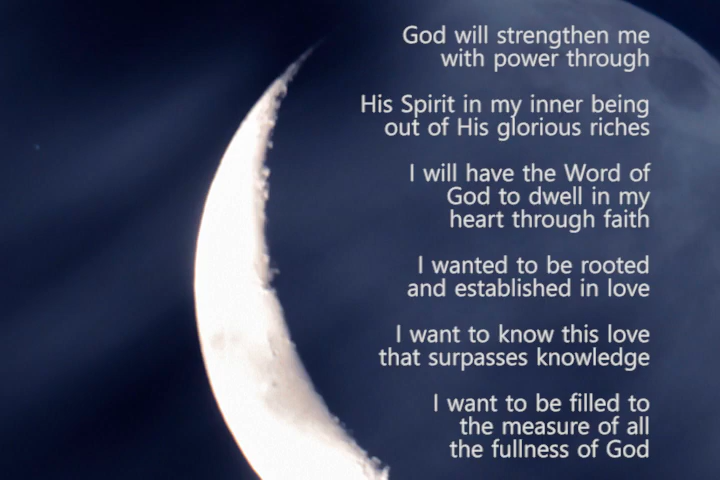 God will strengthen me
with power through
His Spirit in my inner being
out of His glorious riches
I will have the Word of
God to dwell in my
heart through faith
I wanted to be rooted
and established in love
I want to know this love
that surpasses knowledge
I want to be filled to
the measure of all
the fullness of God